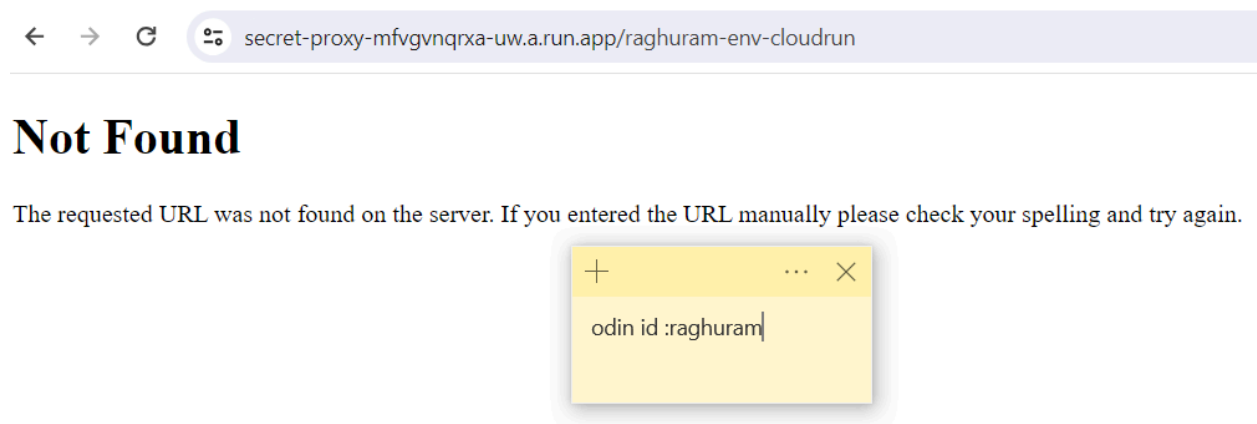 secret-proxy-mfvgvnqrxa-uw.a.run.app/raghuram-env-cloudrun
Not Found
The requested URL was not found on the server. If you entered the URL manually please check your spelling and try again.
odin id :raghuram